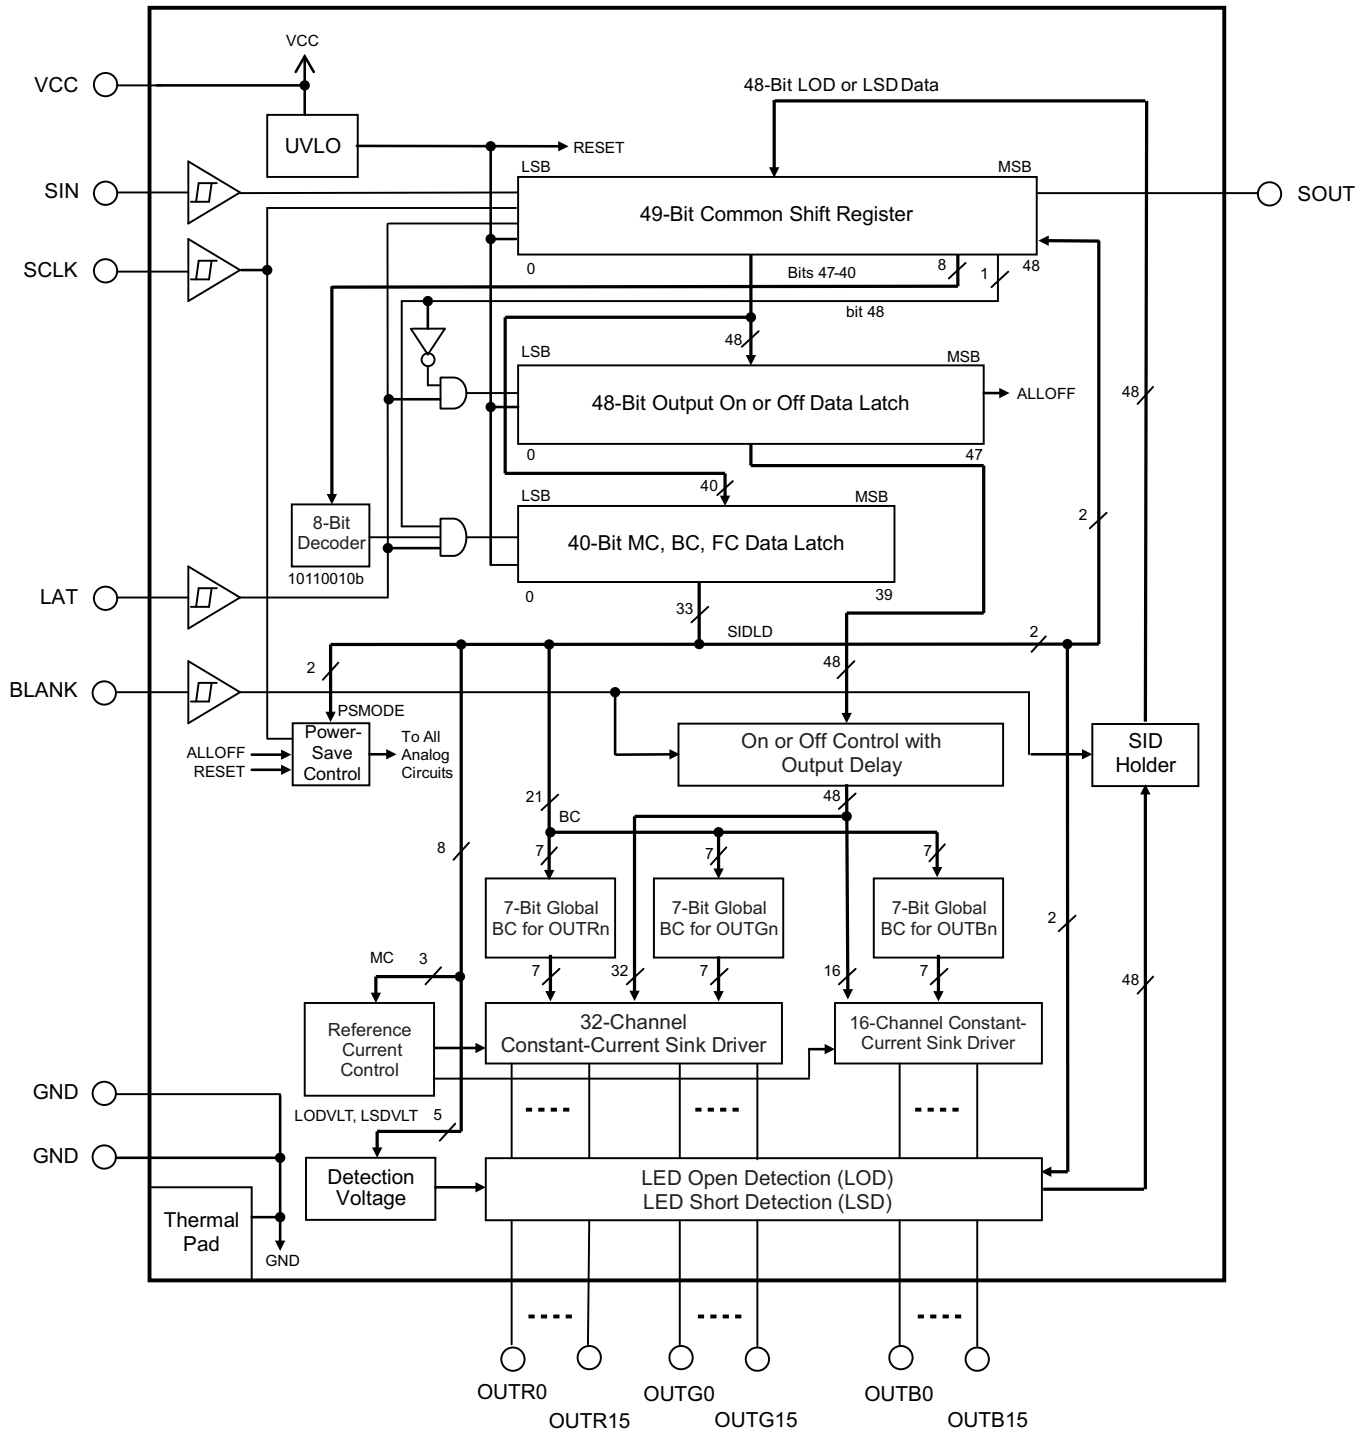 VCC
VCC
48-Bit LOD or LSD Data
UVLO
RESET
LSB
MSB
SIN
49-Bit Common Shift Register
SOUT
SCLK
0
Bits 47-40
8
1
48
bit 48
48
LSB
MSB
48-Bit Output On or Off Data Latch
ALLOFF
48
0
47
40
LSB
MSB
8-Bit
Decoder
10110010b
40-Bit MC, BC, FC Data Latch
2
LAT
0
39
33
SIDLD
2
2
48
BLANK
PSMODE
Power-
Save
Control
ALLOFF
RESET
To All
Analog
Circuits
On or Off Control with
Output Delay
SID
Holder
21
48
BC
8
7
7
7
7-Bit Global
BC for OUTRn
7-Bit Global
BC for OUTGn
7-Bit Global
BC for OUTBn
2
MC
3
7
32
7
16
7
48
Reference
Current
Control
32-Channel
Constant-Current Sink Driver
16-Channel Constant-
Current Sink Driver
GND
LODVLT, LSDVLT
5
GND
Detection
Voltage
LED Open Detection (LOD)
LED Short Detection (LSD)
Thermal
Pad
GND
OUTR0
OUTR15
OUTG0
OUTG15
OUTB0
OUTB15